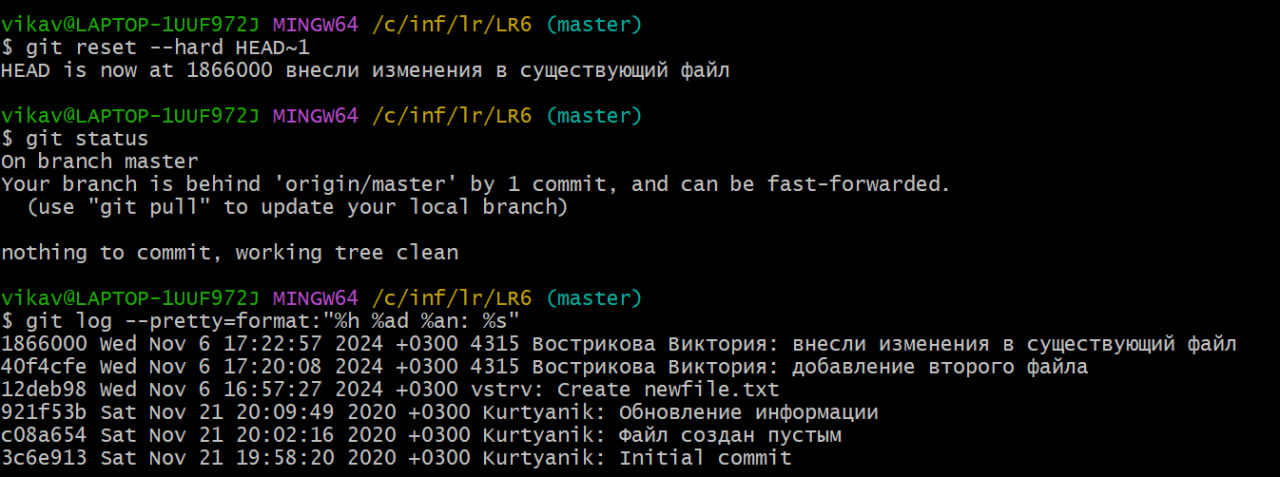 vikav@LAPTOP-1UUF972J MINGW64 /c/inf/lr/LR6 (master)
$ git reset --hard HEAD~1
HEAD is now at 1866000 внесли изменения в существующий файл
vikav@LAPTOP-1UUF972J MINGW64 /c/inf/lr/LR6 (master)
$ git status
On branch master
Your branch is behind 'origin/master' by 1 commit, and can be fast-forwarded.
  (use "git pull" to update your local branch)
nothing to commit, working tree clean
vikav@LAPTOP-1UUF972J MINGW64 /c/inf/lr/LR6 (master)
$ git log --pretty=format:"%h %ad %an: %s"
1866000 Wed Nov 6 17:22:57 2024 +0300 4315 Вострикова Виктория: внесли изменения в существующий файл
40f4cfe Wed Nov 6 17:20:08 2024 +0300 4315 Вострикова Виктория: добавление второго файла
12deb98 Wed Nov 6 16:57:27 2024 +0300 vstrv: Create newfile.txt
921f53b Sat Nov 21 20:09:49 2020 +0300 Kurtyanik: Обновление информации
c08a654 Sat Nov 21 20:02:16 2020 +0300 Kurtyanik: Файл создан пустым
3c6e913 Sat Nov 21 19:58:20 2020 +0300 Kurtyanik: Initial commit